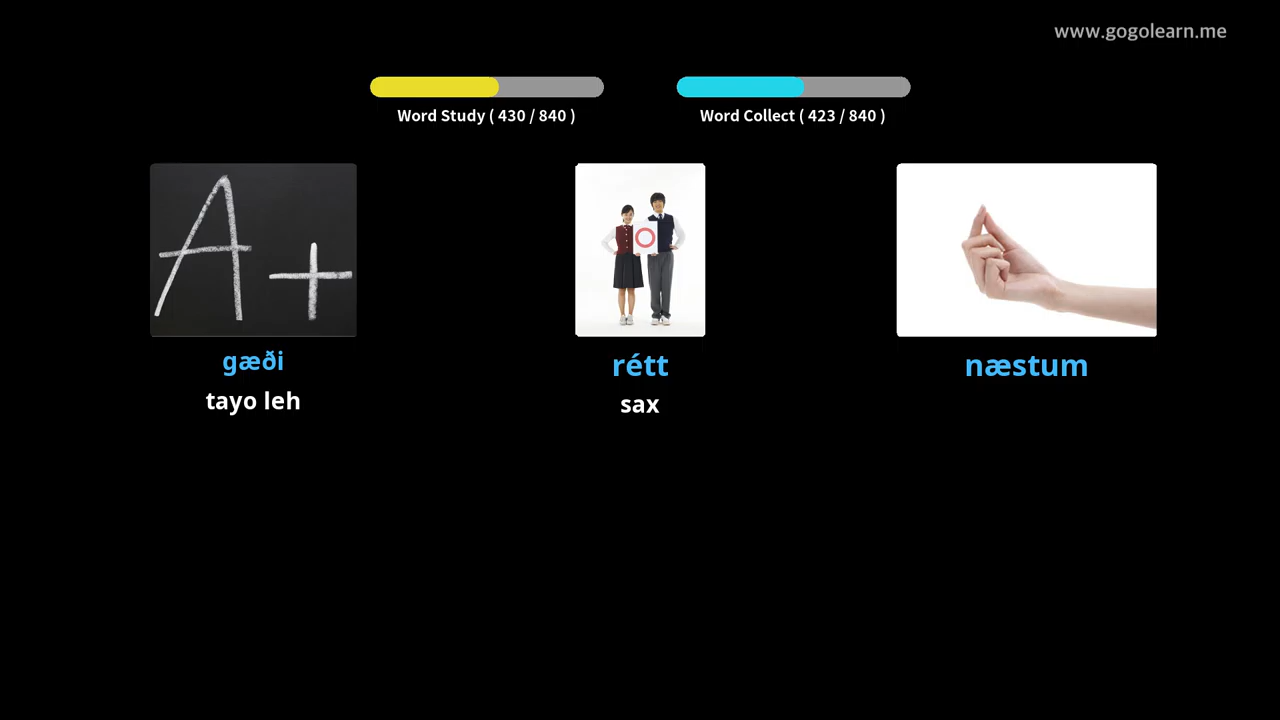 www.gogolearn.me
Word Study ( 430 / 840 )
Word Collect ( 423 / 840 )
A+
gæði
rétt
næstum
tayo leh
sax